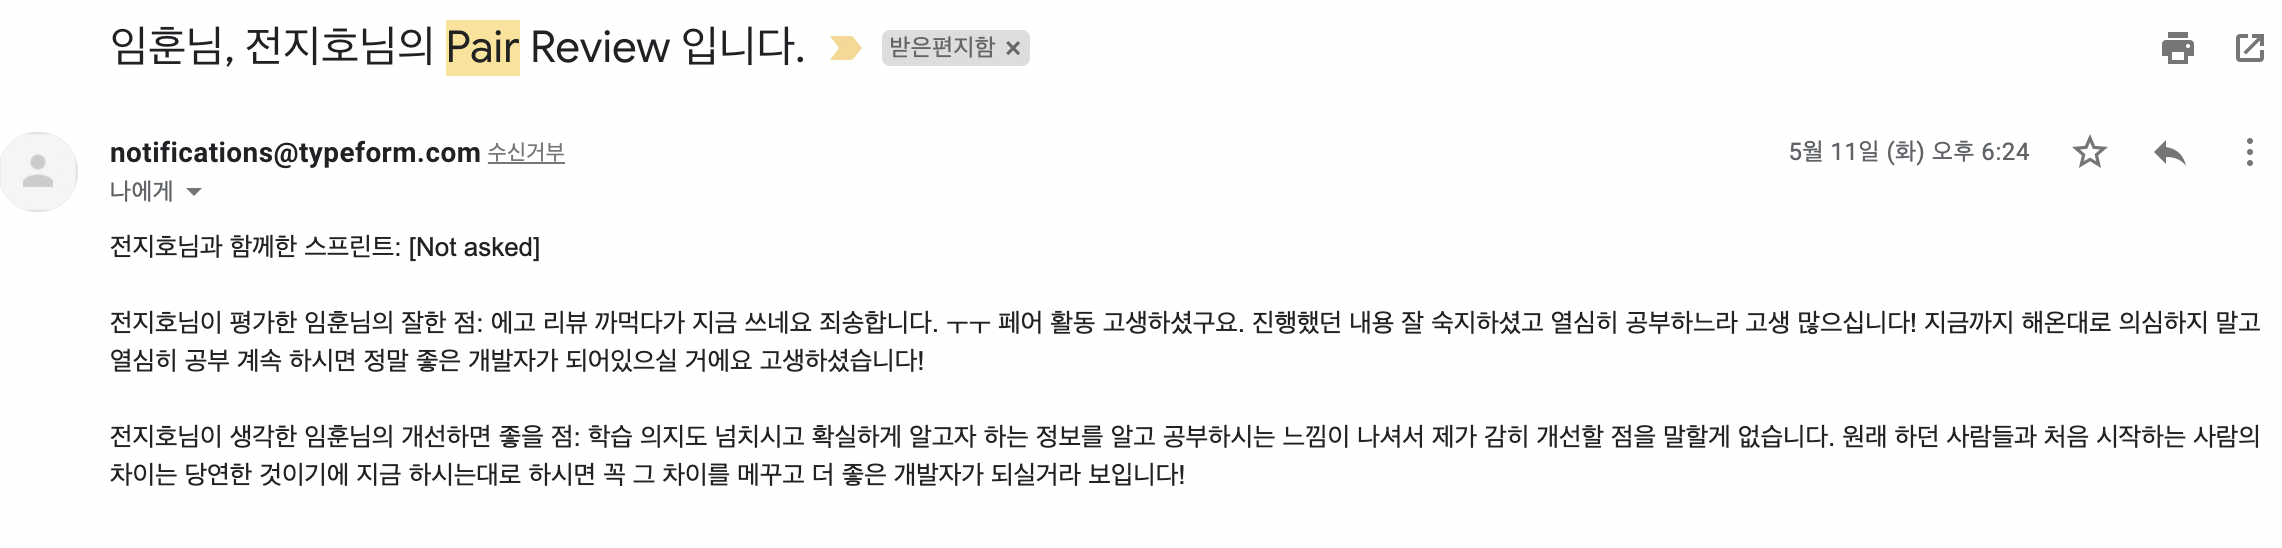 임훈님, 전지호님의 Pair Review 입니다. 받은편지함 ×
notifications@typeform.com 수신거부
5월 11일 (화) 오후 6:24
나에게
전지호님과 함께한 스프린트: [Not asked]
전지호님이 평가한 임훈님의 잘한 점: 에고 리뷰 까먹다가 지금 쓰네요 죄송합니다. ㅜㅜ 페어 활동 고생하셨구요. 진행했던 내용 잘 숙지하셨고 열심히 공부하느라 고생 많으십니다! 지금까지 해온대로 의심하지 말고
열심히 공부 계속 하시면 정말 좋은 개발자가 되어있으실 거에요 고생하셨습니다!
전지호님이 생각한 임훈님의 개선하면 좋을 점: 학습 의지도 넘치시고 확실하게 알고자 하는 정보를 알고 공부하시는 느낌이 나셔서 제가 감히 개선할 점을 말할게 없습니다. 원래 하던 사람들과 처음 시작하는 사람의
차이는 당연한 것이기에 지금 하시는대로 하시면 꼭 그 차이를 메꾸고 더 좋은 개발자가 되실거라 보입니다!